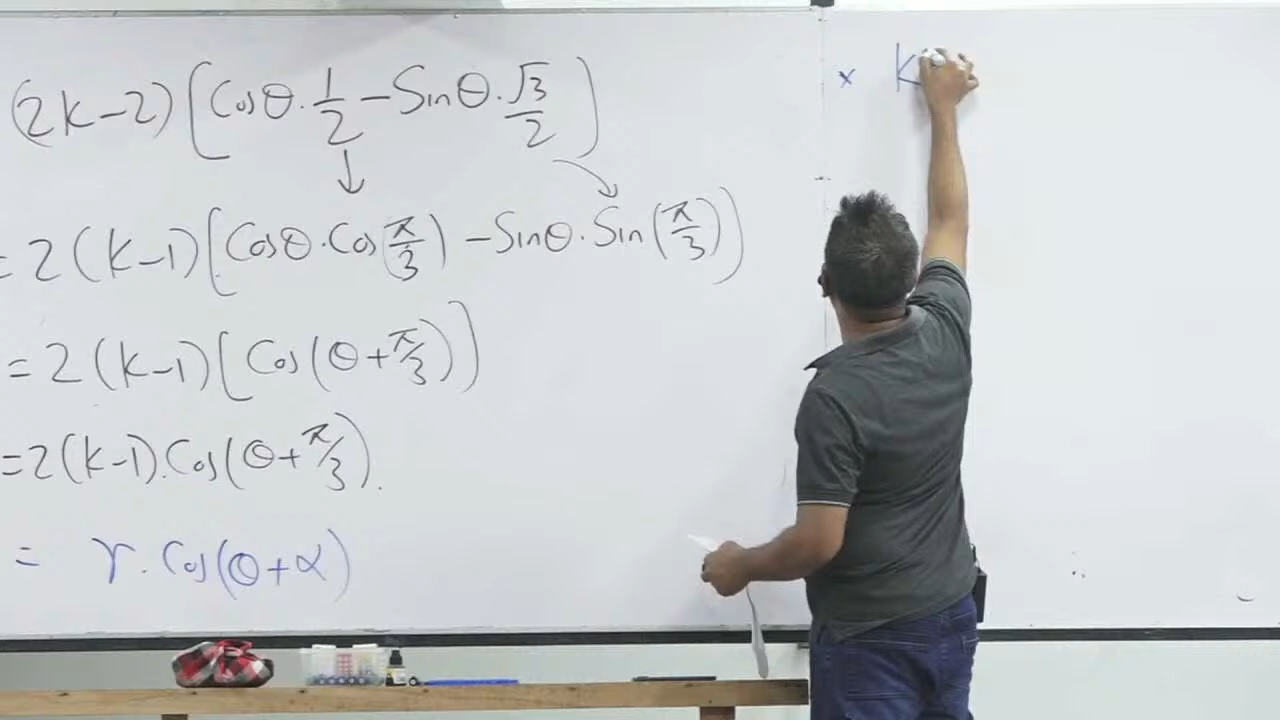 (2k-2)[Cosθ.1/2-Sinθ.√3/2]
=2(k-1)[Cosθ.Cos(π/3)-Sinθ.Sin(π/3)]
=2(k-1)[Cos(θ+π/3)]
=2(k-1).Cos(θ+π/3).
= r.Cos(θ+α)
× k